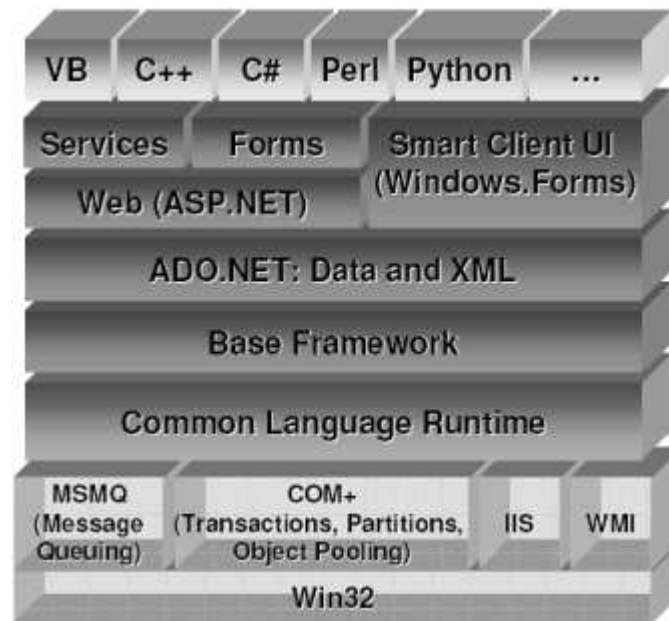 VB C++ C# Perl Python ...
Services Forms Smart Client UI
(Windows.Forms)
Web (ASP.NET)
ADO.NET: Data and XML
Base Framework
Common Language Runtime
MSMQ
(Message
Queuing)
COM+
(Transactions, Partitions,
Object Pooling)
IIS
WMI
Win32